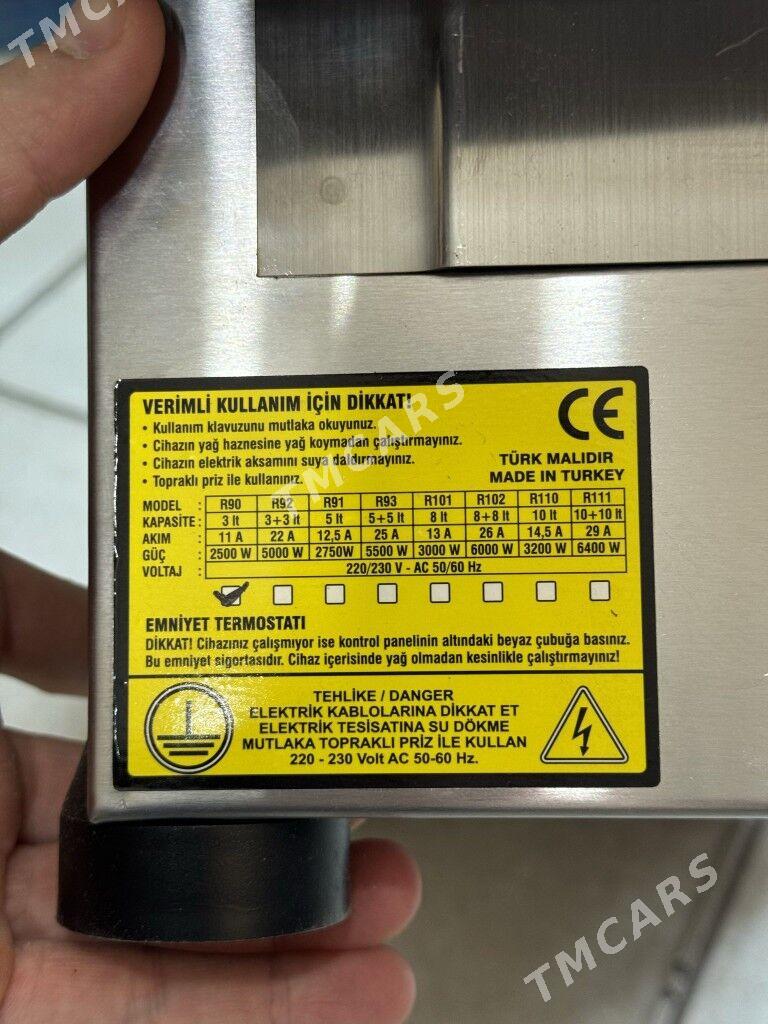 TMCARS
VERİMLİ KULLANIM İÇİN DİKKAT!
• Kullanım klavuzunu mutlaka okuyunuz.
• Cihazın yağ haznesine yağ koymadan çalıştırmayınız.
• Cihazın elektrik aksamını suya daldırmayınız.
• Topraklı priz ile kullanınız.
CE
TÜRK MALIDIR
MADE IN TURKEY
TMCARS
MODEL : R90 R92 R91 R93 R101 R102 R110 R111
KAPASİTE : 3 lt 3+3 lt 5 lt 5+5 lt 8 lt 8+8 lt 10 lt 10+10 lt
AKIM : 11 A 22 A 12,5 A 25 A 13 A 26 A 14,5 A 29 A
GÜÇ : 2500 W 5000 W 2750W 5500 W 3000 W 6000 W 3200 W 6400 W
VOLTAJ : 220/230 V - AC 50/60 Hz
EMNİYET TERMOSTATI
DİKKAT! Cihazınız çalışmıyor ise kontrol panelinin altındaki beyaz çubuğa basınız.
Bu emniyet sigortasıdır. Cihaz içerisinde yağ olmadan kesinlikle çalıştırmayınız!
TEHLİKE / DANGER
ELEKTRİK KABLOLARINA DİKKAT ET
ELEKTRİK TESİSATINA SU DÖKME
MUTLAKA TOPRAKLI PRİZ İLE KULLAN
220 - 230 Volt AC 50-60 Hz.
TMCARS